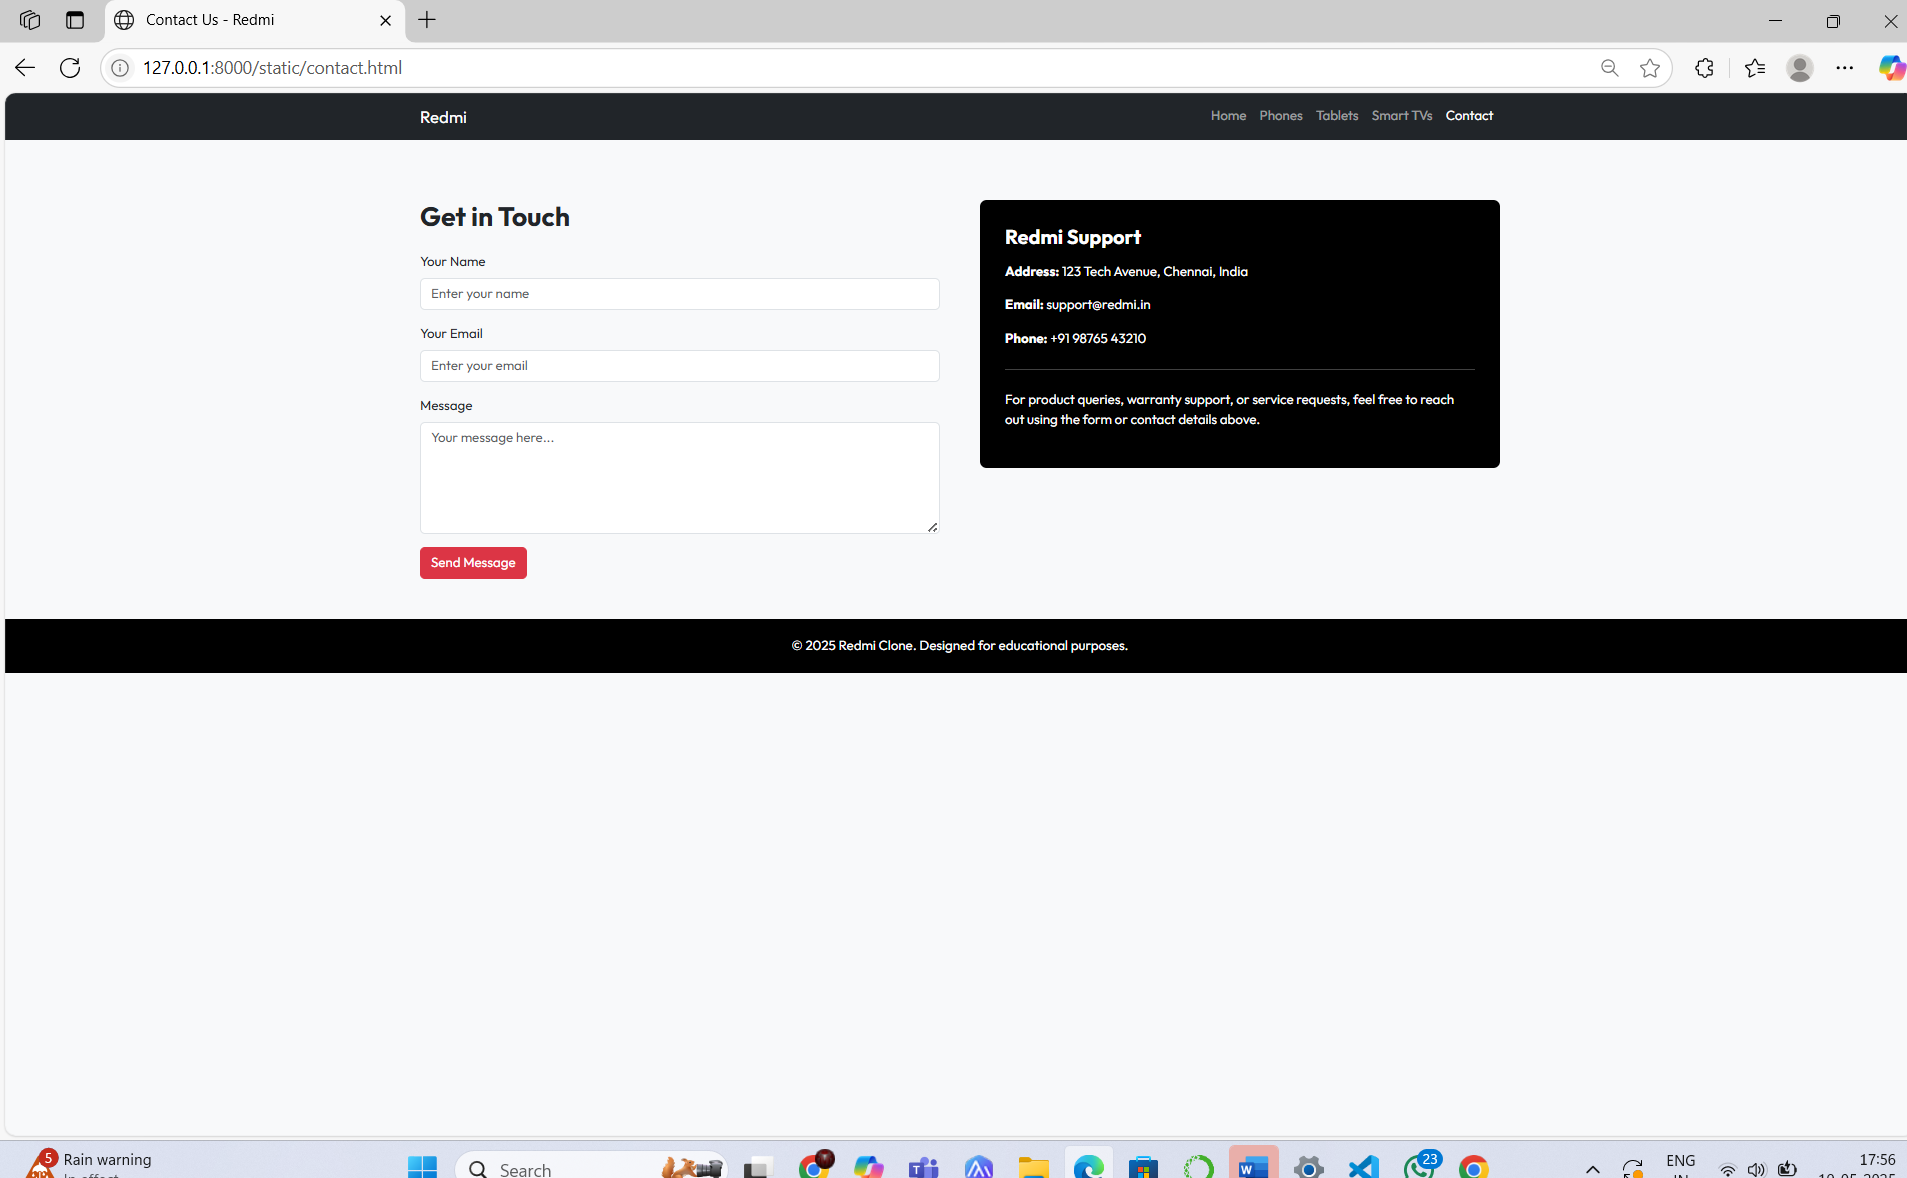 Contact Us - Redmi
127.0.0.1:8000/static/contact.html
Redmi
Home Phones Tablets Smart TVs Contact
Get in Touch
Your Name
Enter your name
Your Email
Enter your email
Message
Your message here...
Send Message
Redmi Support
Address: 123 Tech Avenue, Chennai, India
Email: support@redmi.in
Phone: +91 98765 43210
For product queries, warranty support, or service requests, feel free to reach
out using the form or contact details above.
© 2025 Redmi Clone. Designed for educational purposes.
5
Rain warning
In effect
Search
23
ENG
IN
17:56